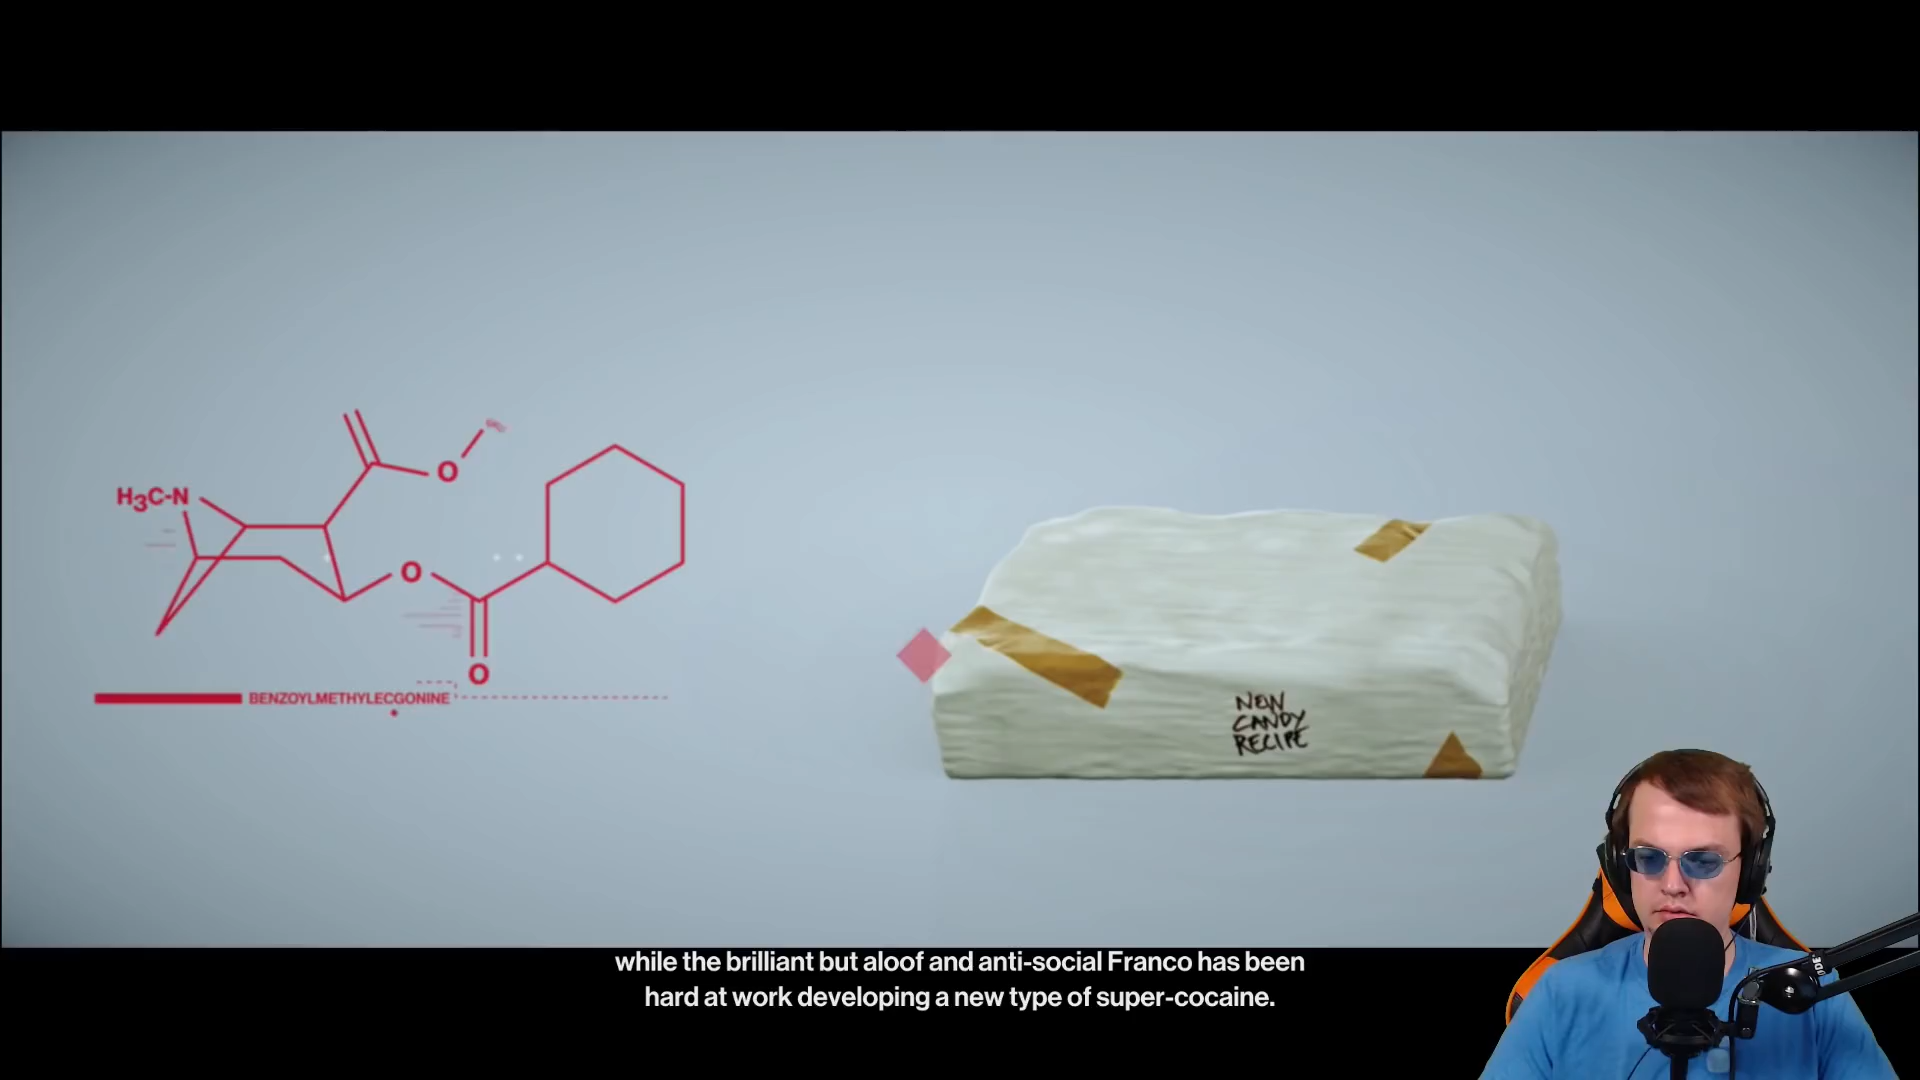 H₃C-N
O
O
O
BENZOYLMETHYLECGONINE
NEW
CANDY
RECIPE
while the brilliant but aloof and anti-social Franco has been
hard at work developing a new type of super-cocaine.